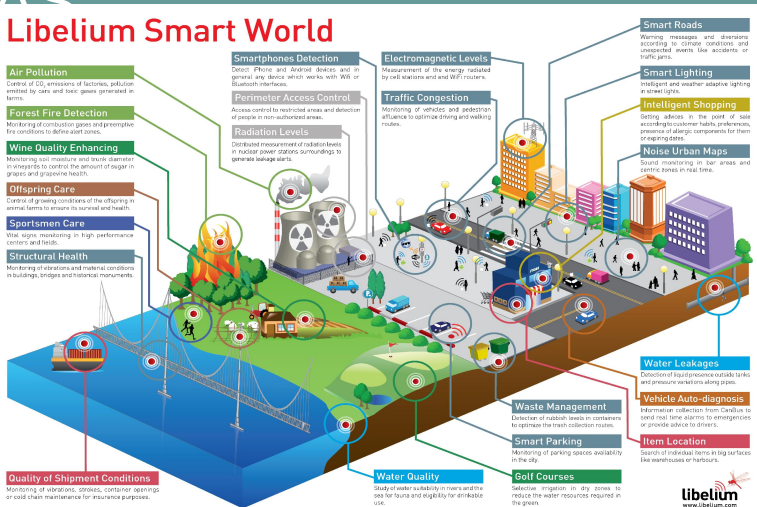 Libelium Smart World
Air Pollution
Control of CO₂ emissions of factories, pollution
emitted by cars and toxic gases generated in
farms.
Forest Fire Detection
Monitoring of combustion gases and preemptive
fire conditions to define alert zones.
Wine Quality Enhancing
Monitoring soil moisture and trunk diameter
in vineyards to control the amount of sugar in
grapes and grapevine health.
Offspring Care
Control of growing conditions of the offspring in
animal farms to ensure its survival and health.
Sportsmen Care
Vital signs monitoring in high performance
centers and fields.
Structural Health
Monitoring of vibrations and material conditions
in buildings, bridges and historical monuments.
Quality of Shipment Conditions
Monitoring of vibrations, strokes, container openings
or cold chain maintenance for insurance purposes.
Smartphones Detection
Detect iPhone and Android devices and in
general any device which works with Wifi or
Bluetooth interfaces.
Perimeter Access Control
Access control to restricted areas and detection
of people in non-authorized areas.
Radiation Levels
Distributed measurement of radiation levels
in nuclear power stations surroundings to
generate leakage alerts.
Electromagnetic Levels
Measurement of the energy radiated
by cell stations and and WiFi routers.
Traffic Congestion
Monitoring of vehicles and pedestrian
affluence to optimize driving and walking
routes.
Smart Roads
Warning messages and diversions
according to climate conditions and
unexpected events like accidents or
traffic jams.
Smart Lighting
Intelligent and weather adaptive lighting
in street lights.
Intelligent Shopping
Getting advices in the point of sale
according to customer habits, preferences,
presence of allergic components for them
or expiring dates.
Noise Urban Maps
Sound monitoring in bar areas and
centric zones in real time.
Water Leakages
Detection of liquid presence outside tanks
and pressure variations along pipes.
Vehicle Auto-diagnosis
Information collection from CanBus to
send real time alarms to emergencies
or provide advice to drivers.
Item Location
Search of individual items in big surfaces
like warehouses or harbours.
Waste Management
Detection of rubbish levels in containers
to optimize the trash collection routes.
Smart Parking
Monitoring of parking spaces availability
in the city.
Golf Courses
Selective irrigation in dry zones to
reduce the water resources required in
the green.
Water Quality
Study of water suitability in rivers and the
sea for fauna and eligibility for drinkable
use.
libelium
www.libelium.com